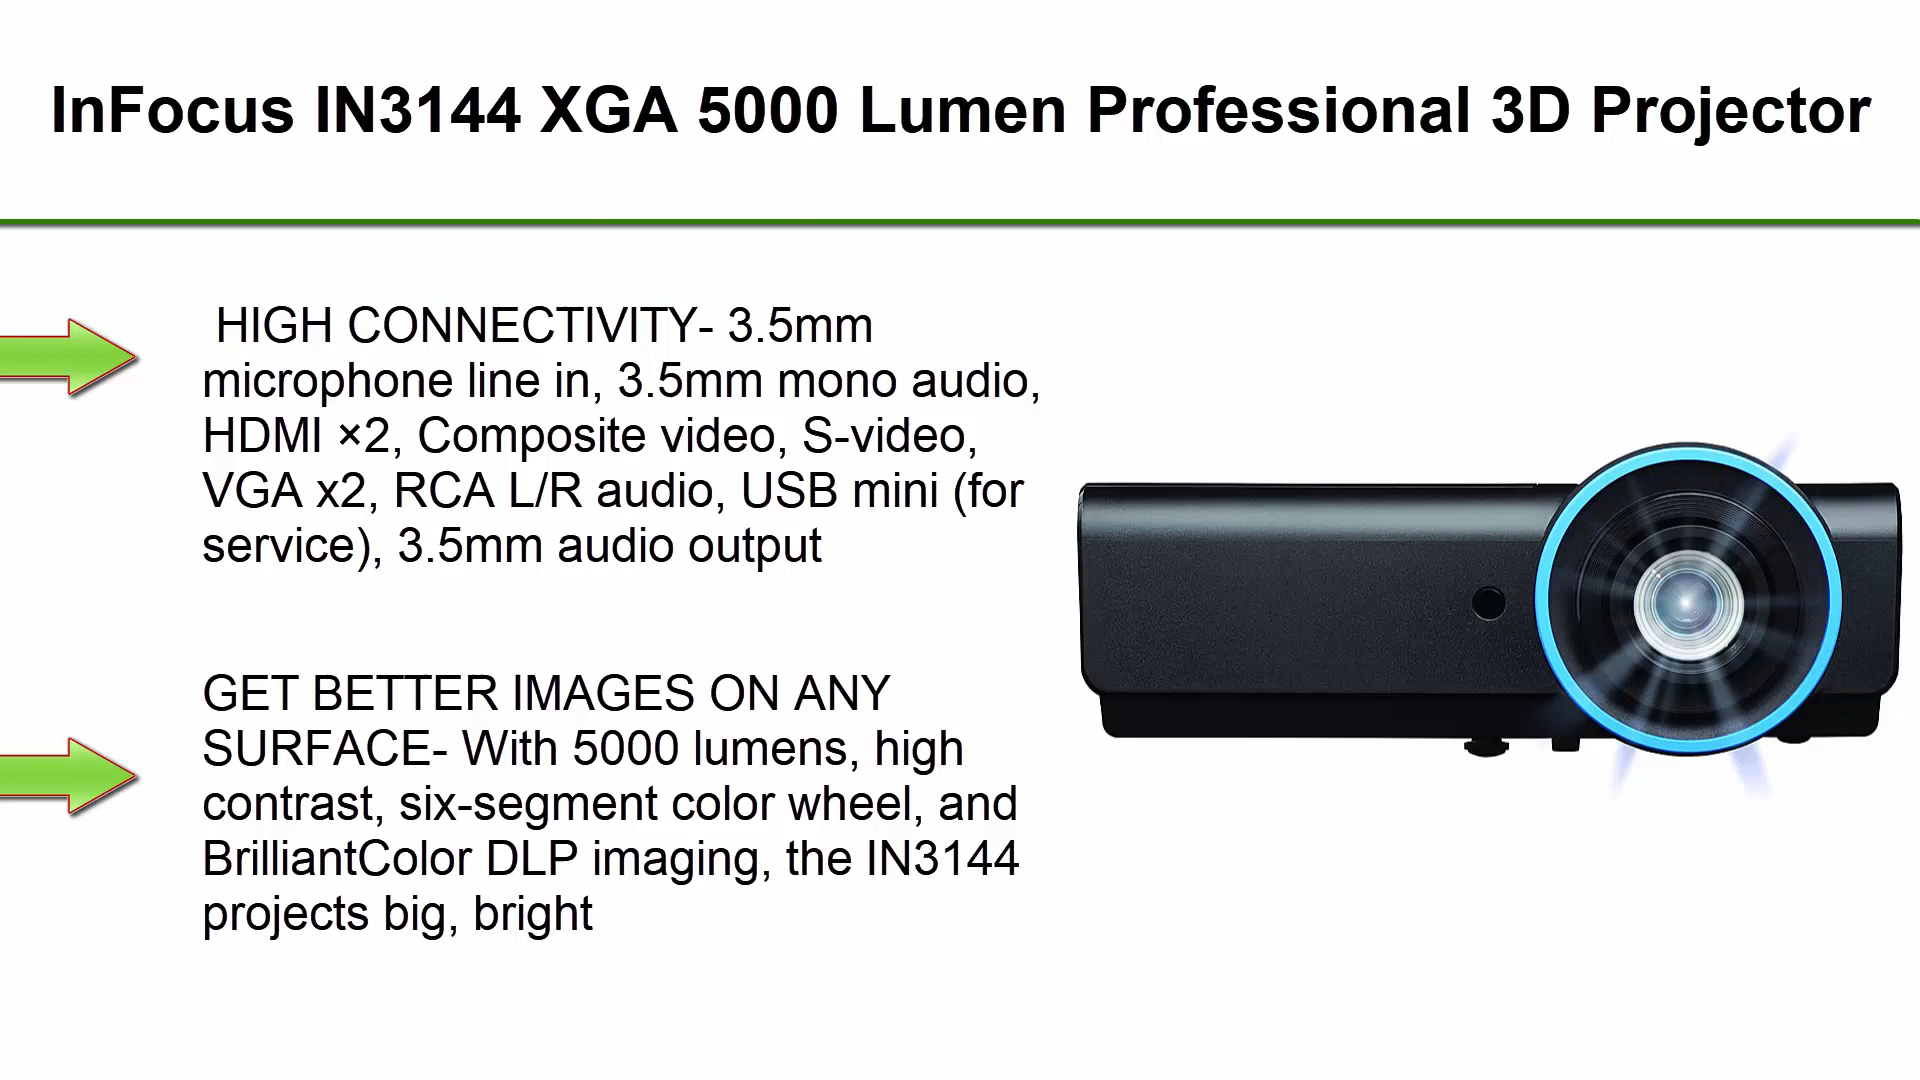 InFocus IN3144 XGA 5000 Lumen Professional 3D Projector
HIGH CONNECTIVITY- 3.5mm
microphone line in, 3.5mm mono audio,
HDMI ×2, Composite video, S-video,
VGA x2, RCA L/R audio, USB mini (for
service), 3.5mm audio output
GET BETTER IMAGES ON ANY
SURFACE- With 5000 lumens, high
contrast, six-segment color wheel, and
BrilliantColor DLP imaging, the IN3144
projects big, bright